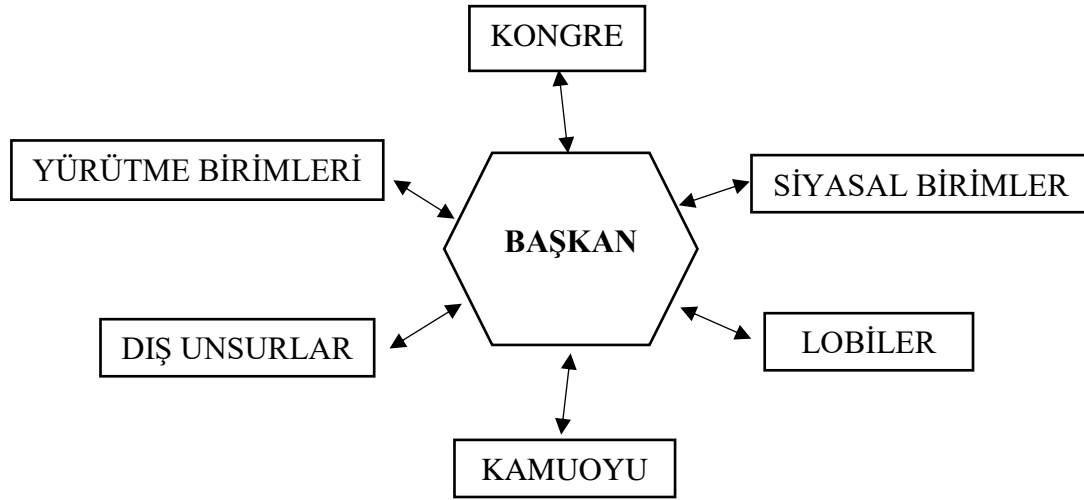 KONGRE
YÜRÜTME BİRİMLERİ
SİYASAL BİRİMLER
BAŞKAN
DIŞ UNSURLAR
LOBİLER
KAMUOYU